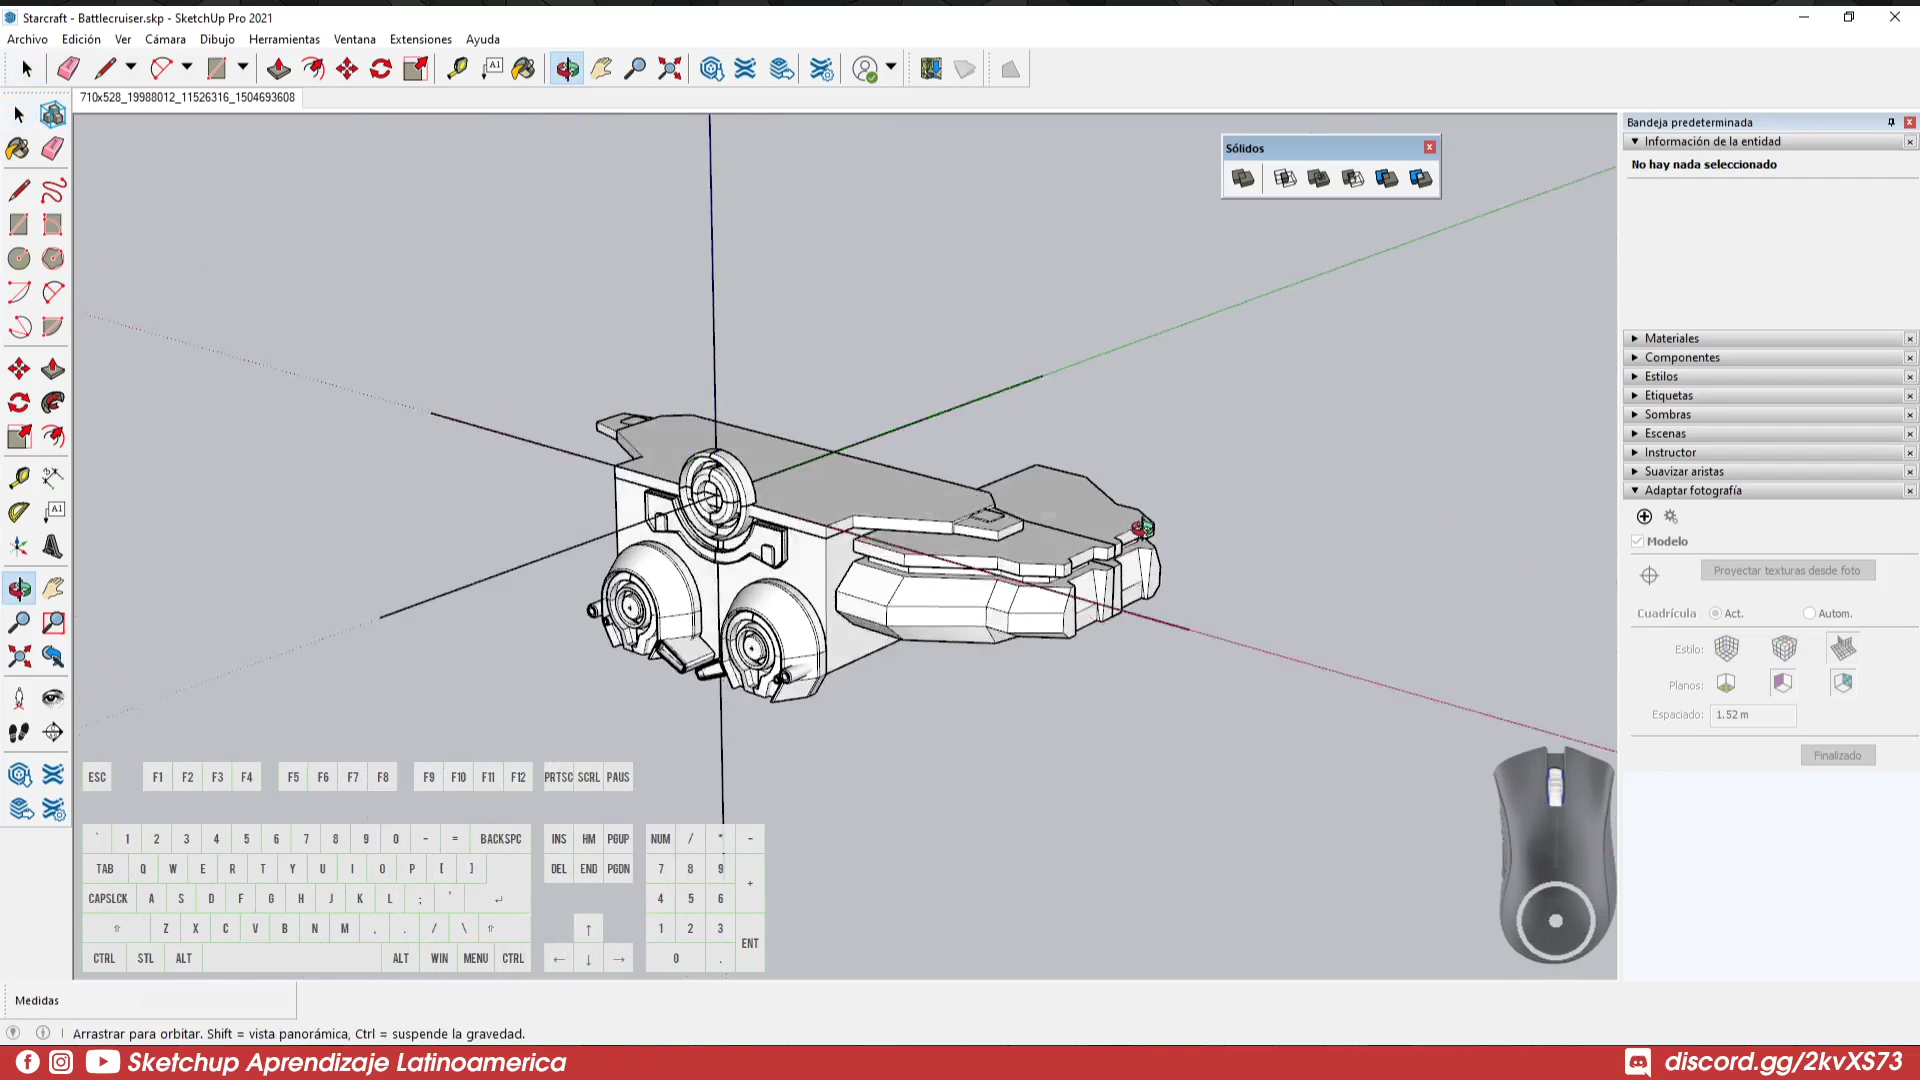 Starcraft - Battlecruiser.skp - SketchUp Pro 2021
Archivo Edición Ver Cámara Dibujo Herramientas Ventana Extensiones Ayuda
A1
710x528_19988012_11526316_1504693608
Bandeja predeterminada
Sólidos
Información de la entidad
No hay nada seleccionado
Materiales
Componentes
Estilos
Etiquetas
Sombras
Escenas
Instructor
Suavizar aristas
Adaptar fotografía
A1
Modelo
Proyectar texturas desde foto
Cuadrícula Act. Autom.
Estilo:
Planos:
Espaciado: 1.52 m
Finalizado
ESC F1 F2 F3 F4 F5 F6 F7 F8 F9 F10 F11 F12 PRTSC SCRL PAUS
` 1 2 3 4 5 6 7 8 9 0 - = BACKSPC INS HM PGUP NUM / * -
TAB Q W E R T Y U I O P [ ] DEL END PGDN 7 8 9 +
CAPSLCK A S D F G H J K L ; ' ↵ 4 5 6
⇧ Z X C V B N M , . / \ ⇧ ↑ 1 2 3 ENT
CTRL STL ALT ALT WIN MENU CTRL ← ↓ → 0 .
Medidas
Arrastrar para orbitar. Shift = vista panorámica, Ctrl = suspende la gravedad.
Sketchup Aprendizaje Latinoamerica
discord.gg/2kvXS73